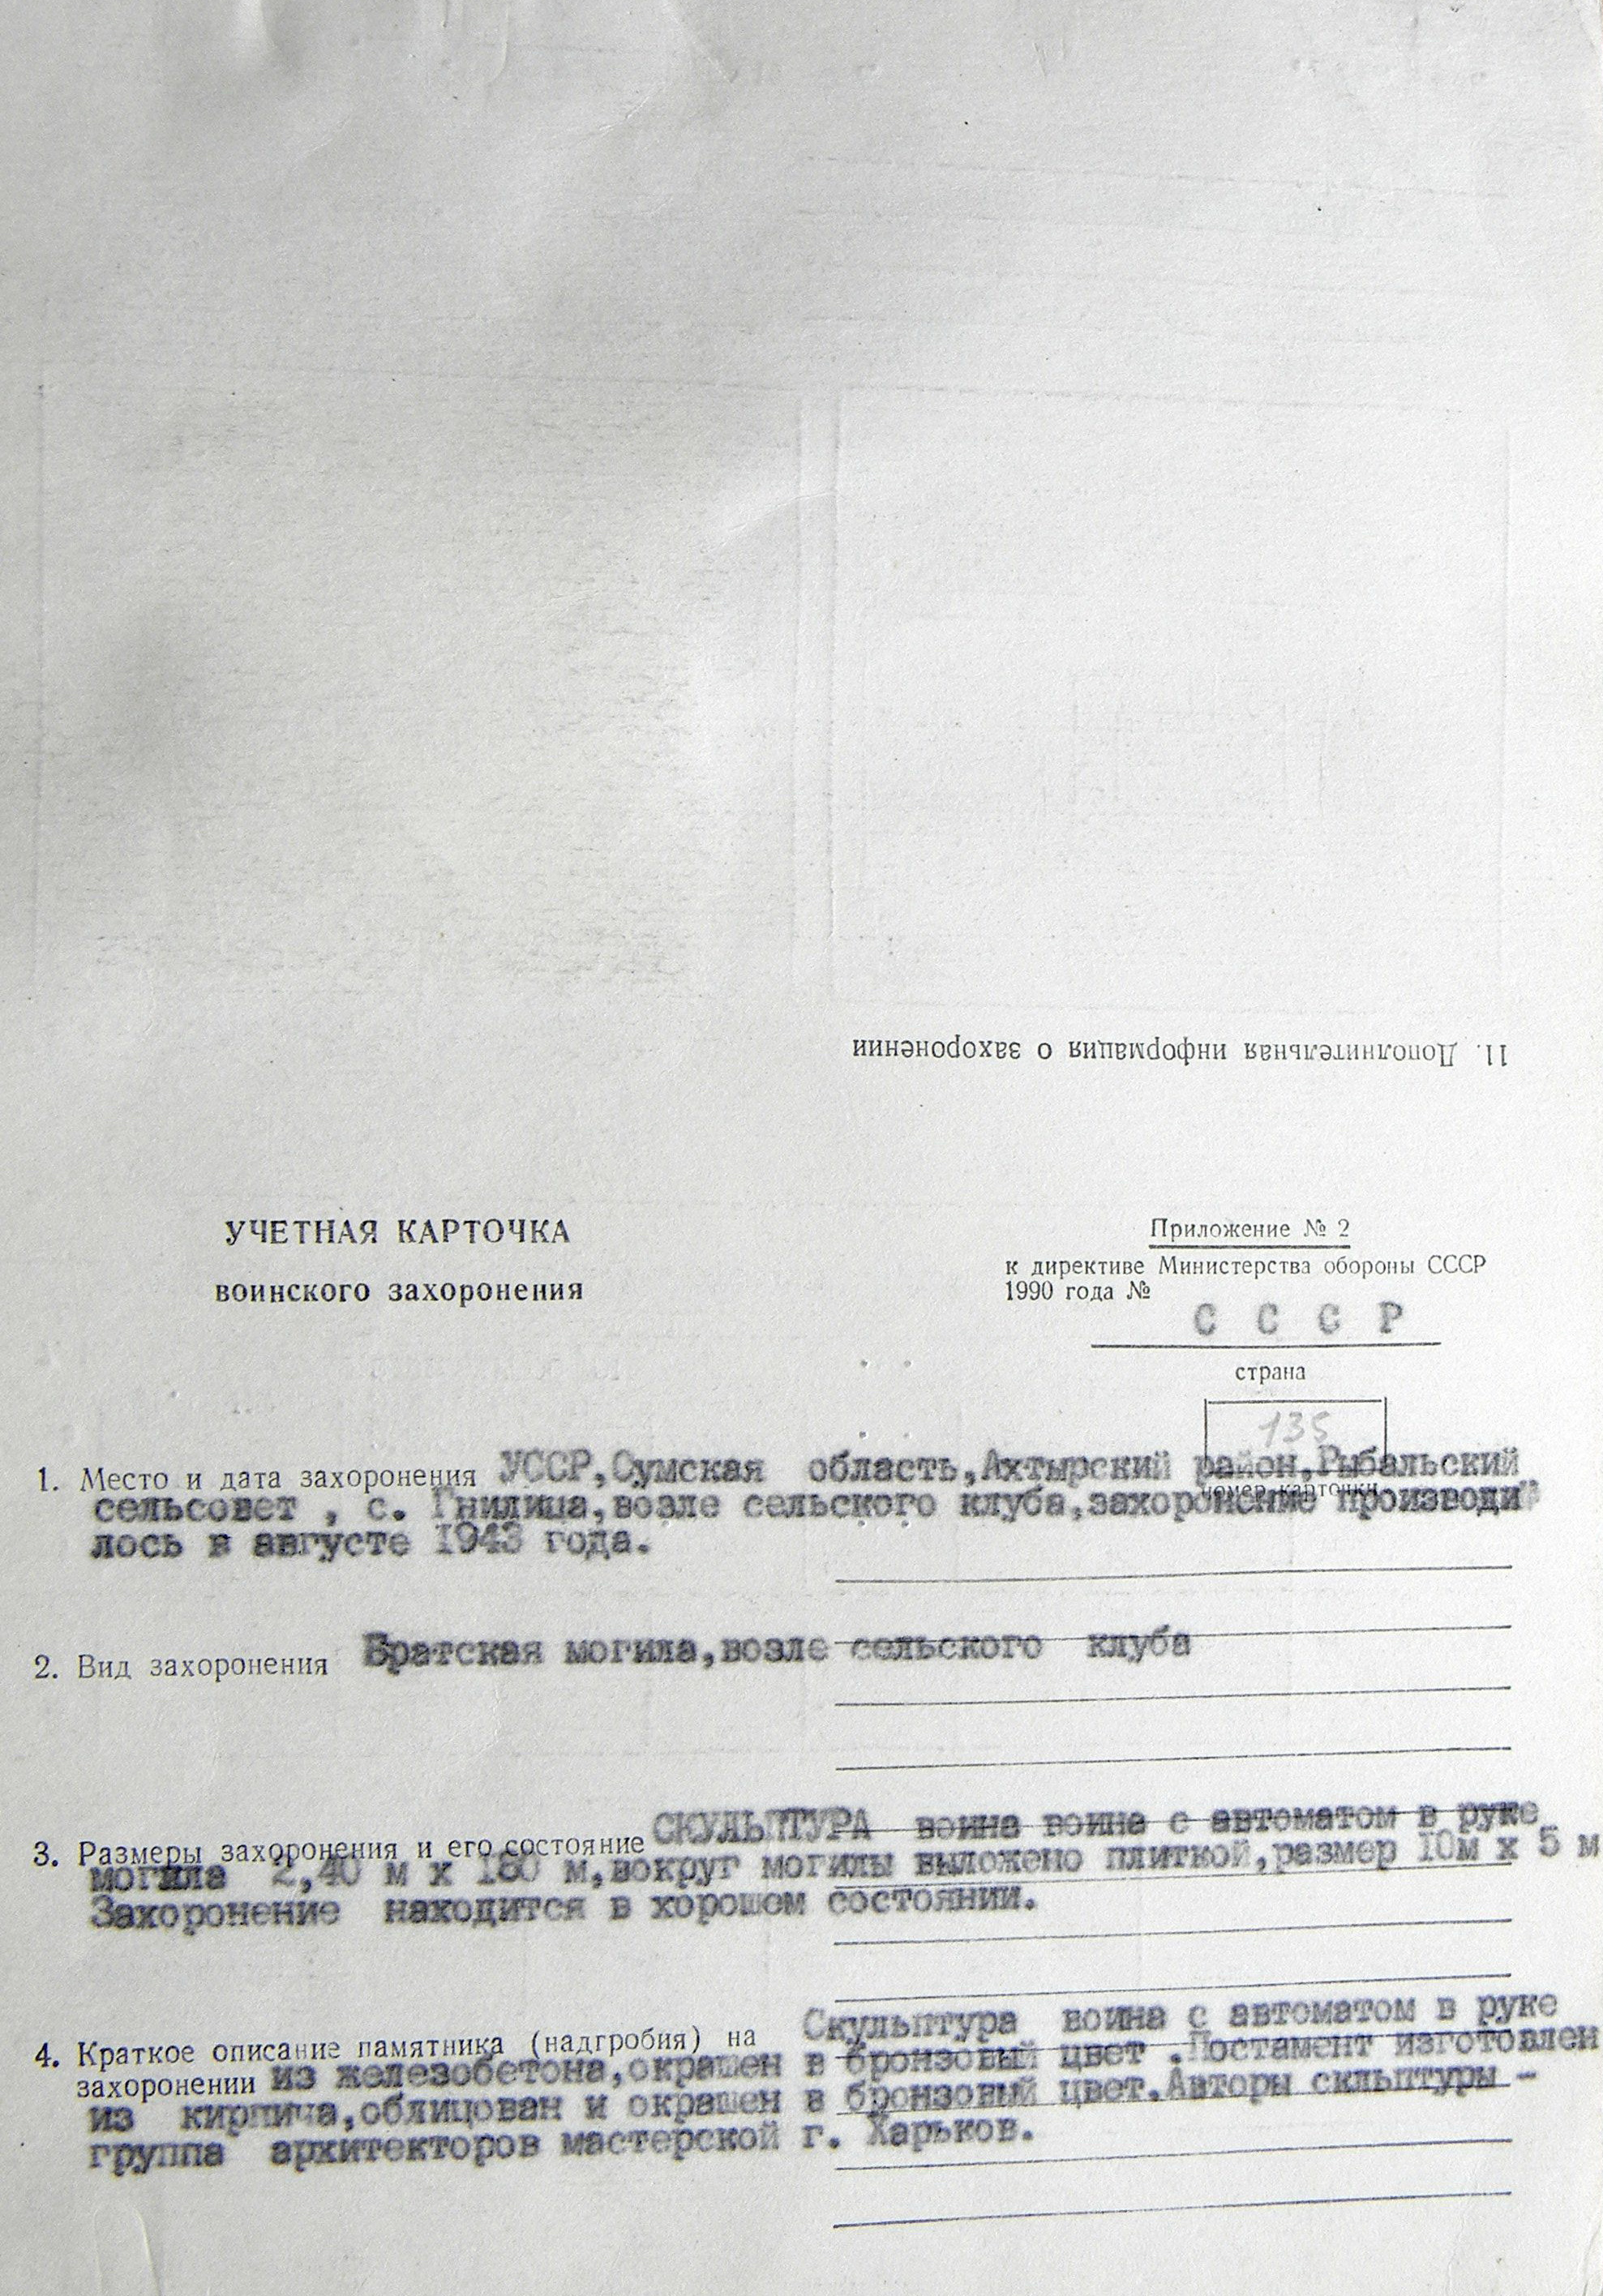 11. Дополнительная информация о захоронении
УЧЕТНАЯ КАРТОЧКА
воинского захоронения
Приложение № 2
к директиве Министерства обороны СССР
1990 года №
С С С Р
страна
135
номер карточки
1. Место и дата захоронения УССР,Сумская область,Ахтырский район,Рыбальский
сельсовет , с. Гнилица,возле сельского клуба,захоронение производи
лось в августе 1943 года.
2. Вид захоронения Братская могила,возле сельского клуба
3. Размеры захоронения и его состояние СКУЛЬПТУРА воина воина с автоматом в руке
могила 2,40 м х 180 м,вокруг могилы выложено плиткой,размер 10м х 5 м
Захоронение находится в хорошем состоянии.
4. Краткое описание памятника (надгробия) на Скульптура воина с автоматом в руке
захоронении из железобетона,окрашен в бронзовый цвет .Постамент изготовлен
из кирпича,облицован и окрашен в бронзовый цвет.Авторы скльптуры -
группа архитекторов мастерской г. Харьков.